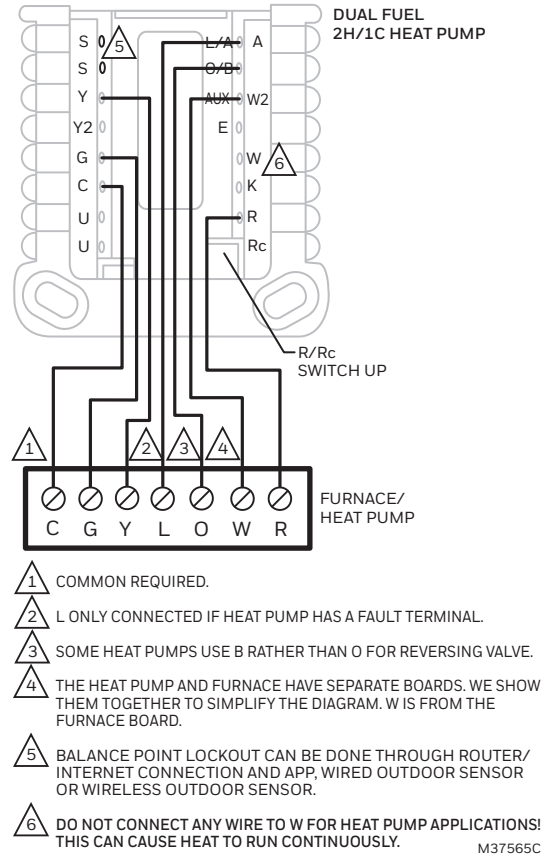 DUAL FUEL
2H/1C HEAT PUMP
S 5 L/A A
S O/B
Y AUX W2
Y2 E
G W 6
C K
U R
U Rc
R/Rc
SWITCH UP
1 2 3 4
C G Y L O W R
FURNACE/
HEAT PUMP
1 COMMON REQUIRED.
2 L ONLY CONNECTED IF HEAT PUMP HAS A FAULT TERMINAL.
3 SOME HEAT PUMPS USE B RATHER THAN O FOR REVERSING VALVE.
4 THE HEAT PUMP AND FURNACE HAVE SEPARATE BOARDS. WE SHOW
THEM TOGETHER TO SIMPLIFY THE DIAGRAM. W IS FROM THE
FURNACE BOARD.
5 BALANCE POINT LOCKOUT CAN BE DONE THROUGH ROUTER/
INTERNET CONNECTION AND APP, WIRED OUTDOOR SENSOR
OR WIRELESS OUTDOOR SENSOR.
6 DO NOT CONNECT ANY WIRE TO W FOR HEAT PUMP APPLICATIONS!
THIS CAN CAUSE HEAT TO RUN CONTINUOUSLY.
M37565C